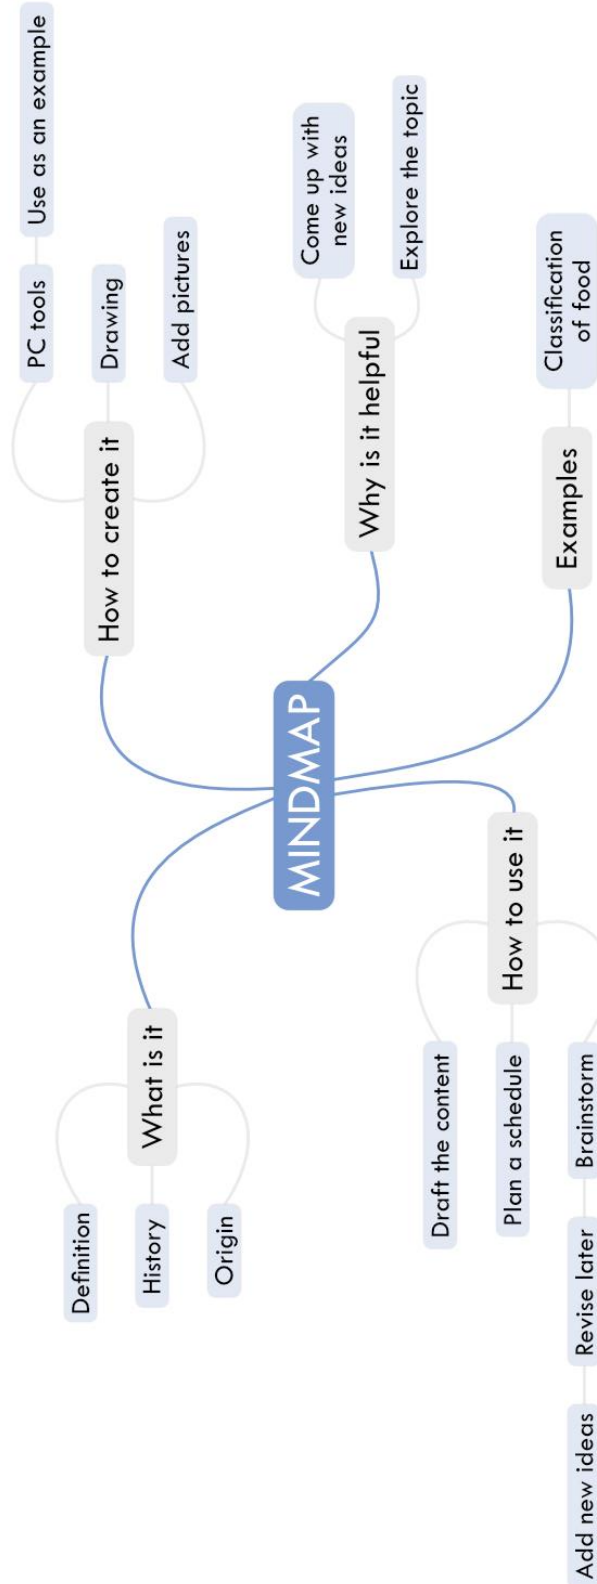 MINDMAP
What is it
Definition
History
Origin
How to use it
Draft the content
Plan a schedule
Brainstorm
Revise later
Add new ideas
How to create it
PC tools
Use as an example
Drawing
Add pictures
Why is it helpful
Come up with
new ideas
Explore the topic
Examples
Classification
of food